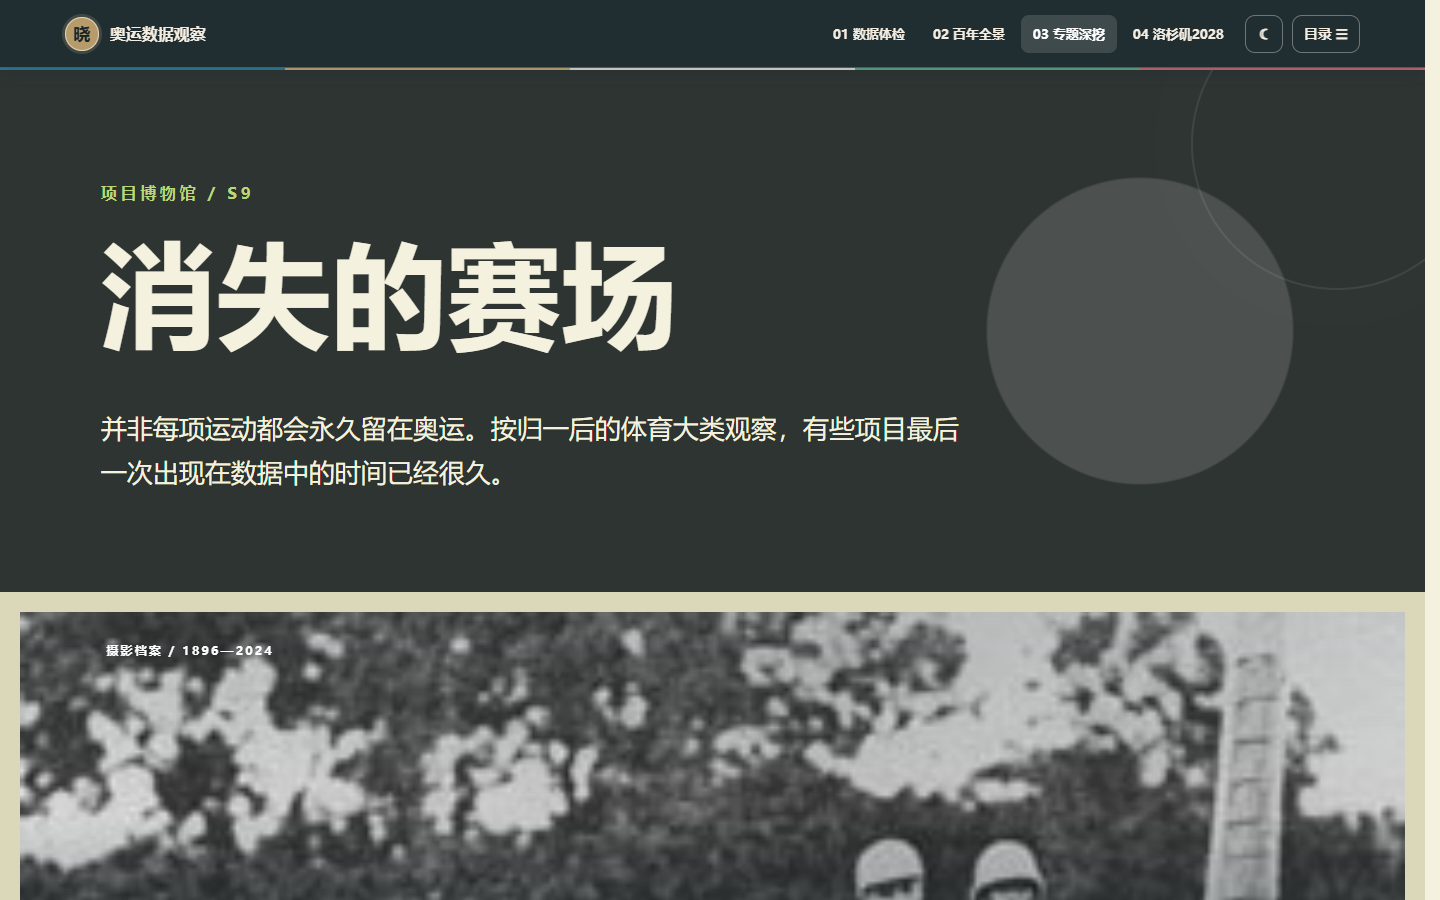 晓 奥运数据观察 01 数据体检 02 百年全景 03 专题深挖 04 洛杉矶2028 ☾ 目录 ☰
项目博物馆 / S9
消失的赛场
并非每项运动都会永久留在奥运。按归一后的体育大类观察，有些项目最后
一次出现在数据中的时间已经很久。
摄影档案 / 1896—2024